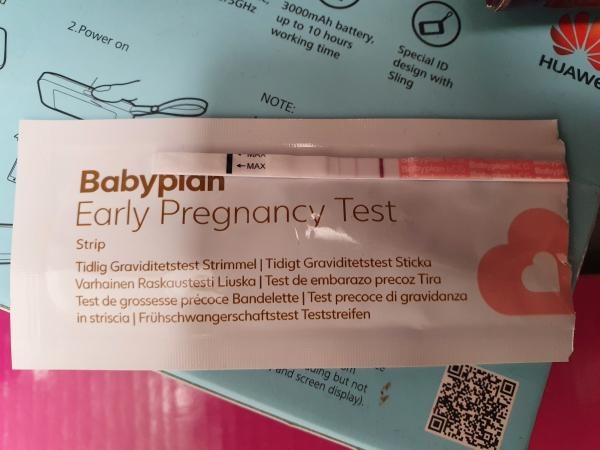 2.Power on
3000mAh battery,
up to 10 hours
working time
Special ID
design with
Sling
NOTE:
MAX
MAX
Babyplan
Early Pregnancy Test
Strip
Tidlig Graviditetstest Strimmel | Tidigt Graviditetstest Sticka
Varhainen Raskaustesti Liuska | Test de embarazo precoz Tira
Test de grossesse précoce Bandelette | Test precoce di gravidanza
in striscia | Frühschwangerschaftstest Teststreifen
but not
and screen display).